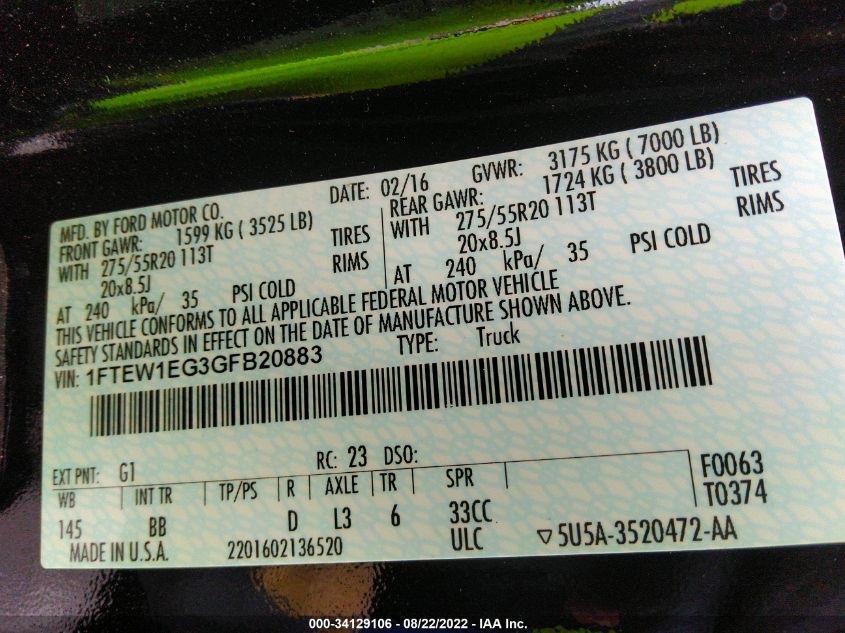 MFD. BY FORD MOTOR CO.
DATE: 02/16
GVWR: 3175 KG ( 7000 LB)
FRONT GAWR: 1599 KG ( 3525 LB)
WITH 275/55R20 113T TIRES
20x8.5J RIMS
AT 240 kPa/ 35 PSI COLD
REAR GAWR: 1724 KG ( 3800 LB)
WITH 275/55R20 113T TIRES
20x8.5J RIMS
AT 240 kPa/ 35 PSI COLD
THIS VEHICLE CONFORMS TO ALL APPLICABLE FEDERAL MOTOR VEHICLE
SAFETY STANDARDS IN EFFECT ON THE DATE OF MANUFACTURE SHOWN ABOVE.
VIN: 1FTEW1EG3GFB20883
TYPE: Truck
EXT PNT: G1 RC: 23 DSO:
WB INT TR TP/PS R AXLE TR SPR
145 BB D L3 6 33CC
ULC
F0063
T0374
MADE IN U.S.A. 2201602136520
▽5U5A-3520472-AA
000-34129106 - 08/22/2022 - IAA Inc.